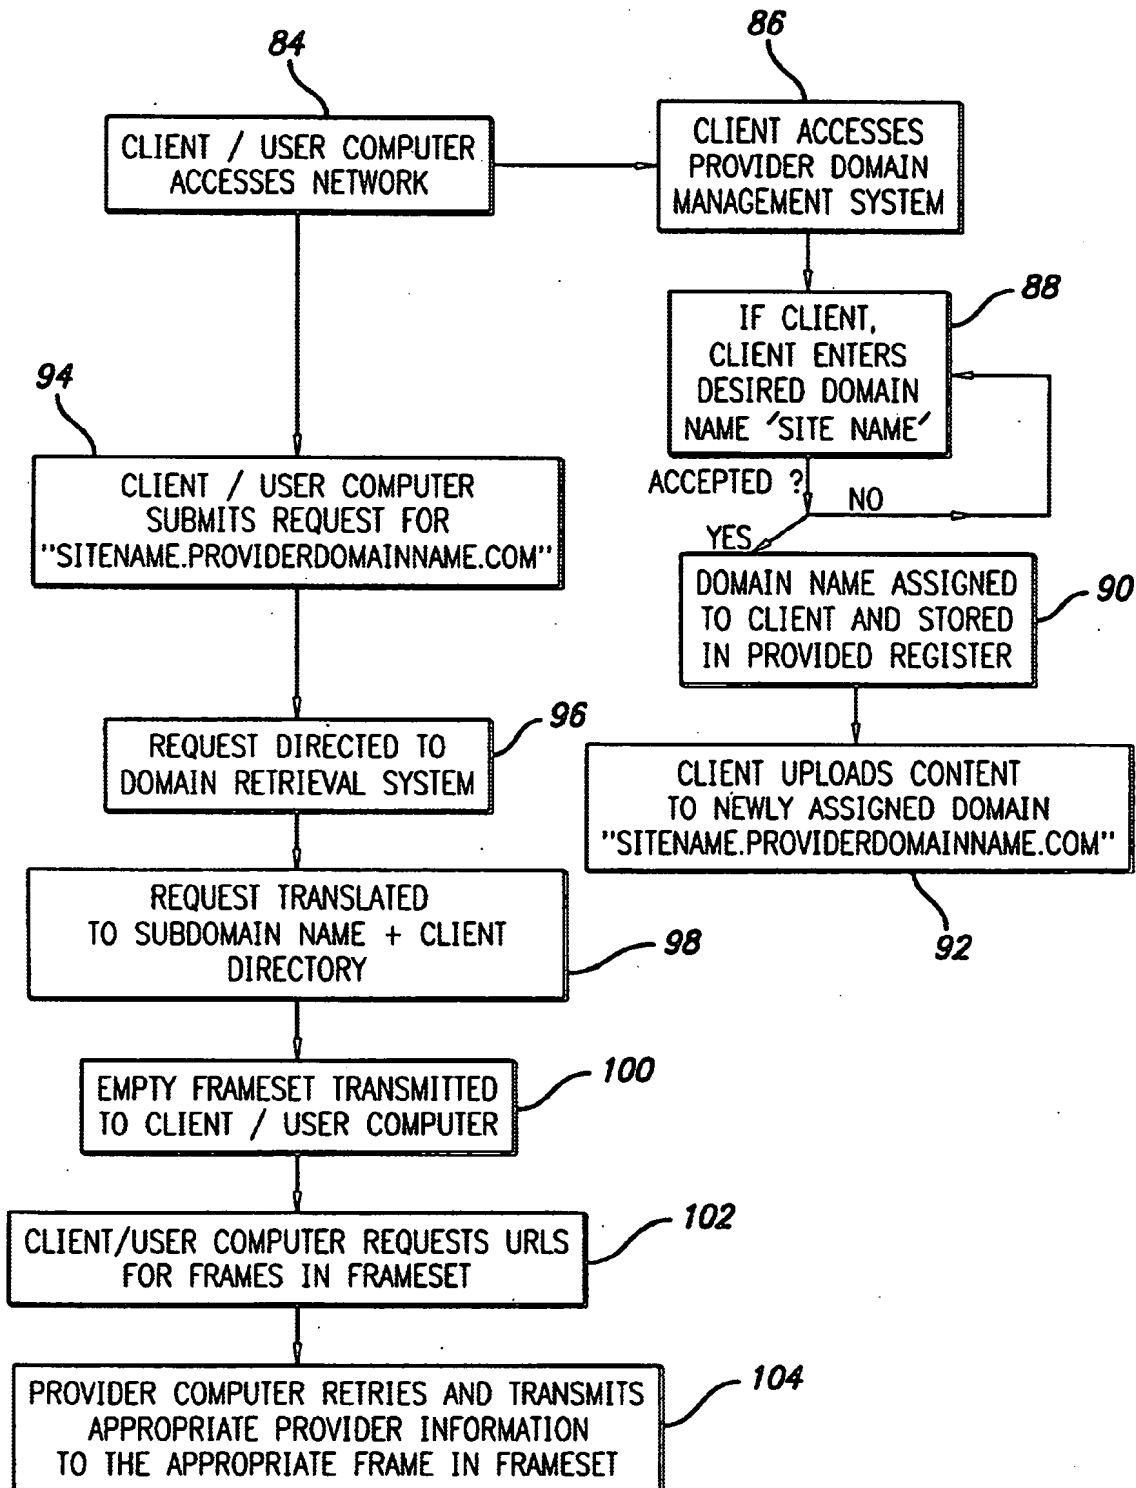 84
CLIENT / USER COMPUTER
ACCESSES NETWORK
86
CLIENT ACCESSES
PROVIDER DOMAIN
MANAGEMENT SYSTEM
88
IF CLIENT,
CLIENT ENTERS
DESIRED DOMAIN
NAME 'SITE NAME'
ACCEPTED ?
NO
YES
90
DOMAIN NAME ASSIGNED
TO CLIENT AND STORED
IN PROVIDED REGISTER
CLIENT UPLOADS CONTENT
TO NEWLY ASSIGNED DOMAIN
"SITENAME.PROVIDERDOMAINNAME.COM"
92
94
CLIENT / USER COMPUTER
SUBMITS REQUEST FOR
"SITENAME.PROVIDERDOMAINNAME.COM"
96
REQUEST DIRECTED TO
DOMAIN RETRIEVAL SYSTEM
REQUEST TRANSLATED
TO SUBDOMAIN NAME + CLIENT
DIRECTORY
98
EMPTY FRAMESET TRANSMITTED
TO CLIENT / USER COMPUTER
100
CLIENT/USER COMPUTER REQUESTS URLS
FOR FRAMES IN FRAMESET
102
PROVIDER COMPUTER RETRIES AND TRANSMITS
APPROPRIATE PROVIDER INFORMATION
TO THE APPROPRIATE FRAME IN FRAMESET
104